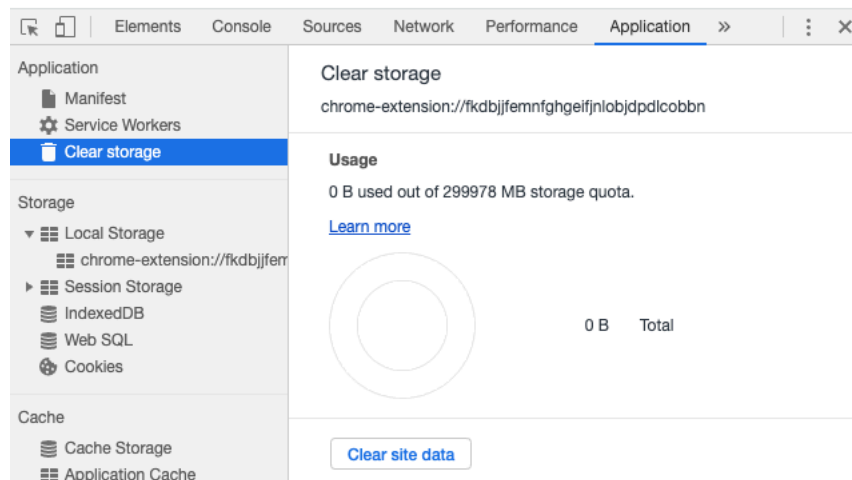 Elements Console Sources Network Performance Application »
Application
Manifest
Service Workers
Clear storage
Storage
Local Storage
chrome-extension://fkdbjjfem
Session Storage
IndexedDB
Web SQL
Cookies
Cache
Cache Storage
Application Cache
Clear storage
chrome-extension://fkdbjjfemnfghgeifjnlobjdpdlcobbn
Usage
0 B used out of 299978 MB storage quota.
Learn more
0 B Total
Clear site data